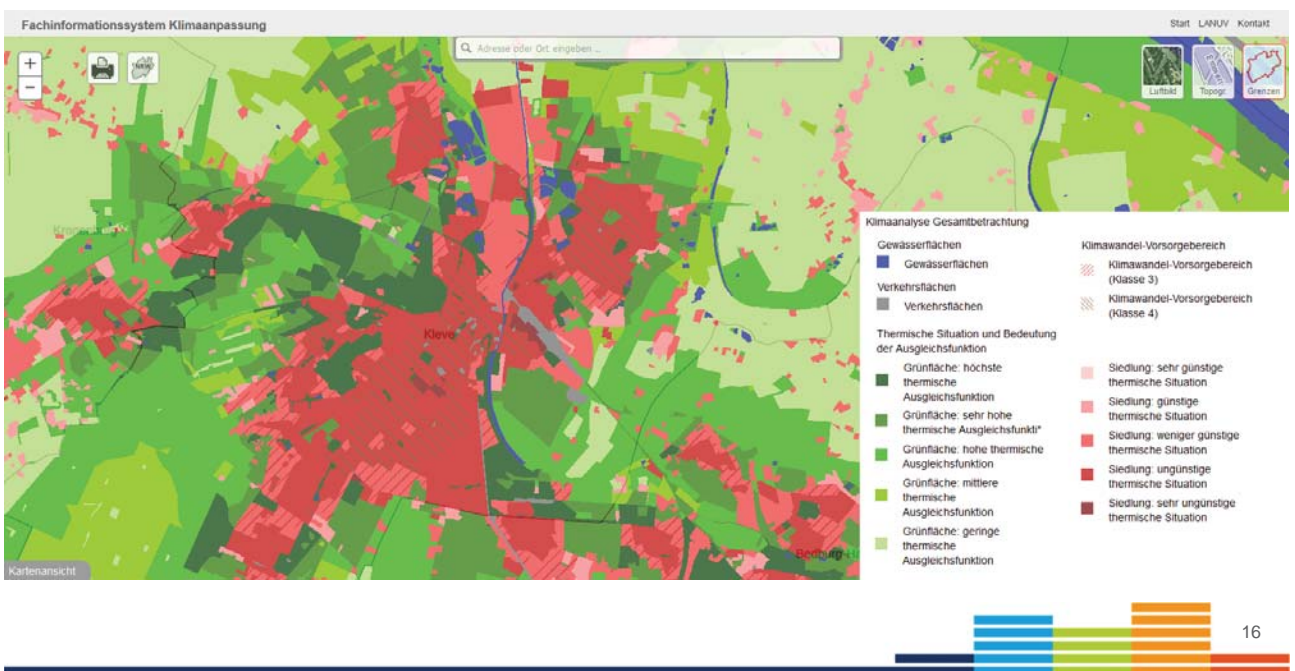 Fachinformationssystem Klimaanpassung
Start LANUV Kontakt
Adresse oder Ort eingeben ...
+
−
NRW
Luftbild
Topogr.
Grenzen
Kleve
Bedburg-H
Kartenansicht
Klimaanalyse Gesamtbetrachtung
Gewässerflächen
Gewässerflächen
Verkehrsflächen
Verkehrsflächen
Thermische Situation und Bedeutung
der Ausgleichsfunktion
Grünfläche: höchste
thermische
Ausgleichsfunktion
Grünfläche: sehr hohe
thermische Ausgleichsfunkti*
Grünfläche: hohe thermische
Ausgleichsfunktion
Grünfläche: mittlere
thermische
Ausgleichsfunktion
Grünfläche: geringe
thermische
Ausgleichsfunktion
Klimawandel-Vorsorgebereich
Klimawandel-Vorsorgebereich
(Klasse 3)
Klimawandel-Vorsorgebereich
(Klasse 4)
Siedlung: sehr günstige
thermische Situation
Siedlung: günstige
thermische Situation
Siedlung: weniger günstige
thermische Situation
Siedlung: ungünstige
thermische Situation
Siedlung: sehr ungünstige
thermische Situation
16